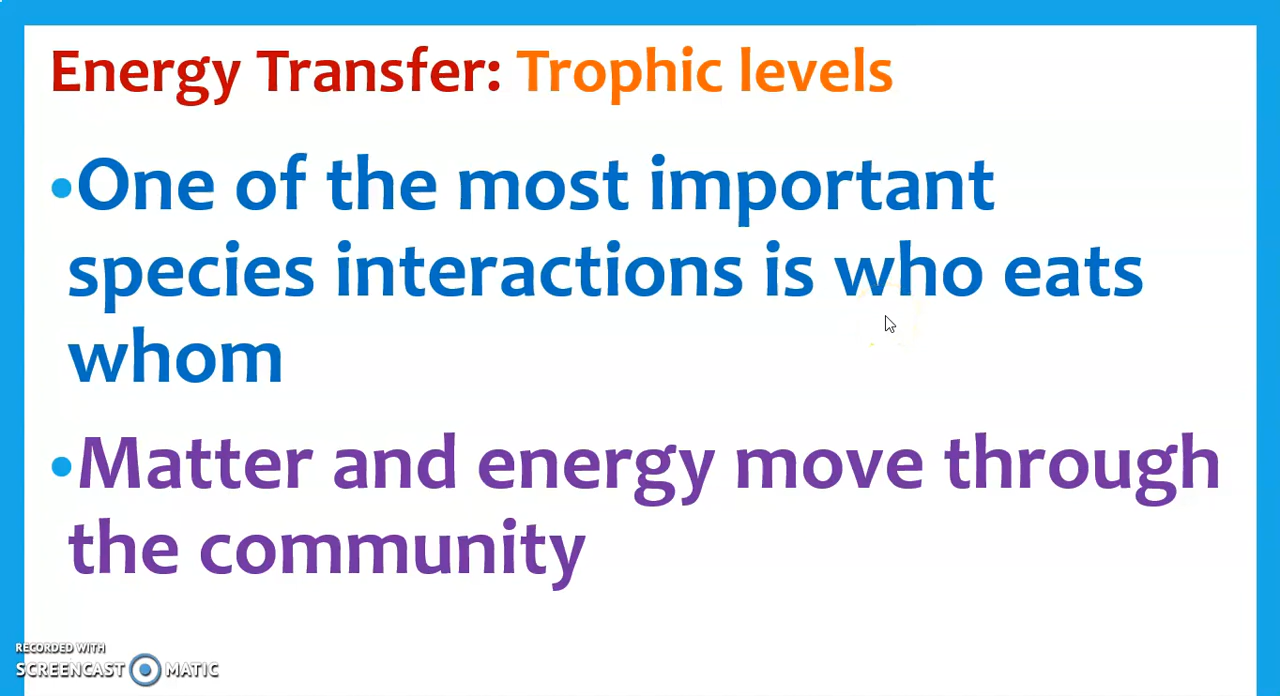 Energy Transfer: Trophic levels
•One of the most important
species interactions is who eats
whom
•Matter and energy move through
the community
RECORDED WITH
SCREENCAST MATIC